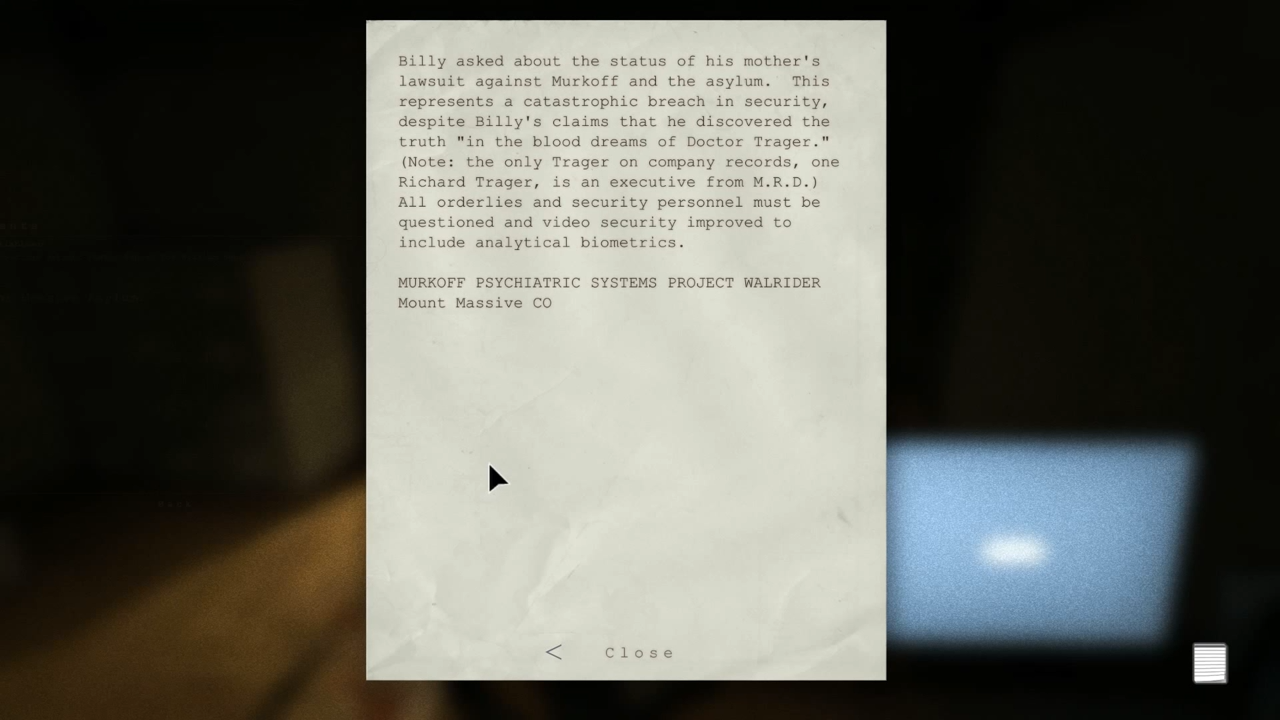 Billy asked about the status of his mother's
lawsuit against Murkoff and the asylum.  This
represents a catastrophic breach in security,
despite Billy's claims that he discovered the
truth "in the blood dreams of Doctor Trager."
(Note: the only Trager on company records, one
Richard Trager, is an executive from M.R.D.)
All orderlies and security personnel must be
questioned and video security improved to
include analytical biometrics.
MURKOFF PSYCHIATRIC SYSTEMS PROJECT WALRIDER
Mount Massive CO
< Close